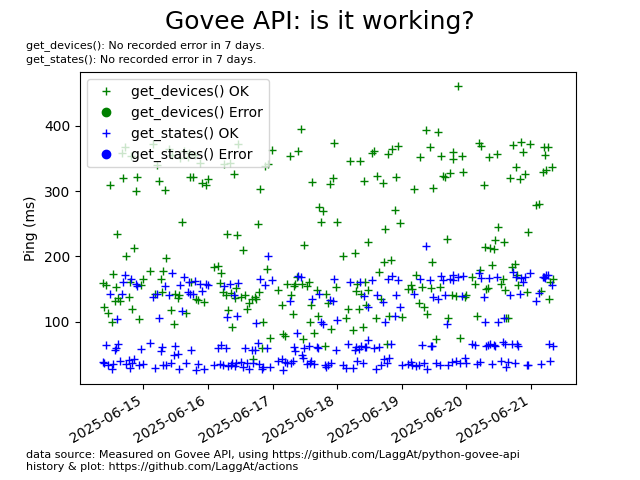 Govee API: is it working?
get_devices(): No recorded error in 7 days.
get_states(): No recorded error in 7 days.
get_devices() OK
get_devices() Error
get_states() OK
get_states() Error
Ping (ms)
400
300
200
100
2025-06-15
2025-06-16
2025-06-17
2025-06-18
2025-06-19
2025-06-20
2025-06-21
data source: Measured on Govee API, using https://github.com/LaggAt/python-govee-api
history & plot: https://github.com/LaggAt/actions